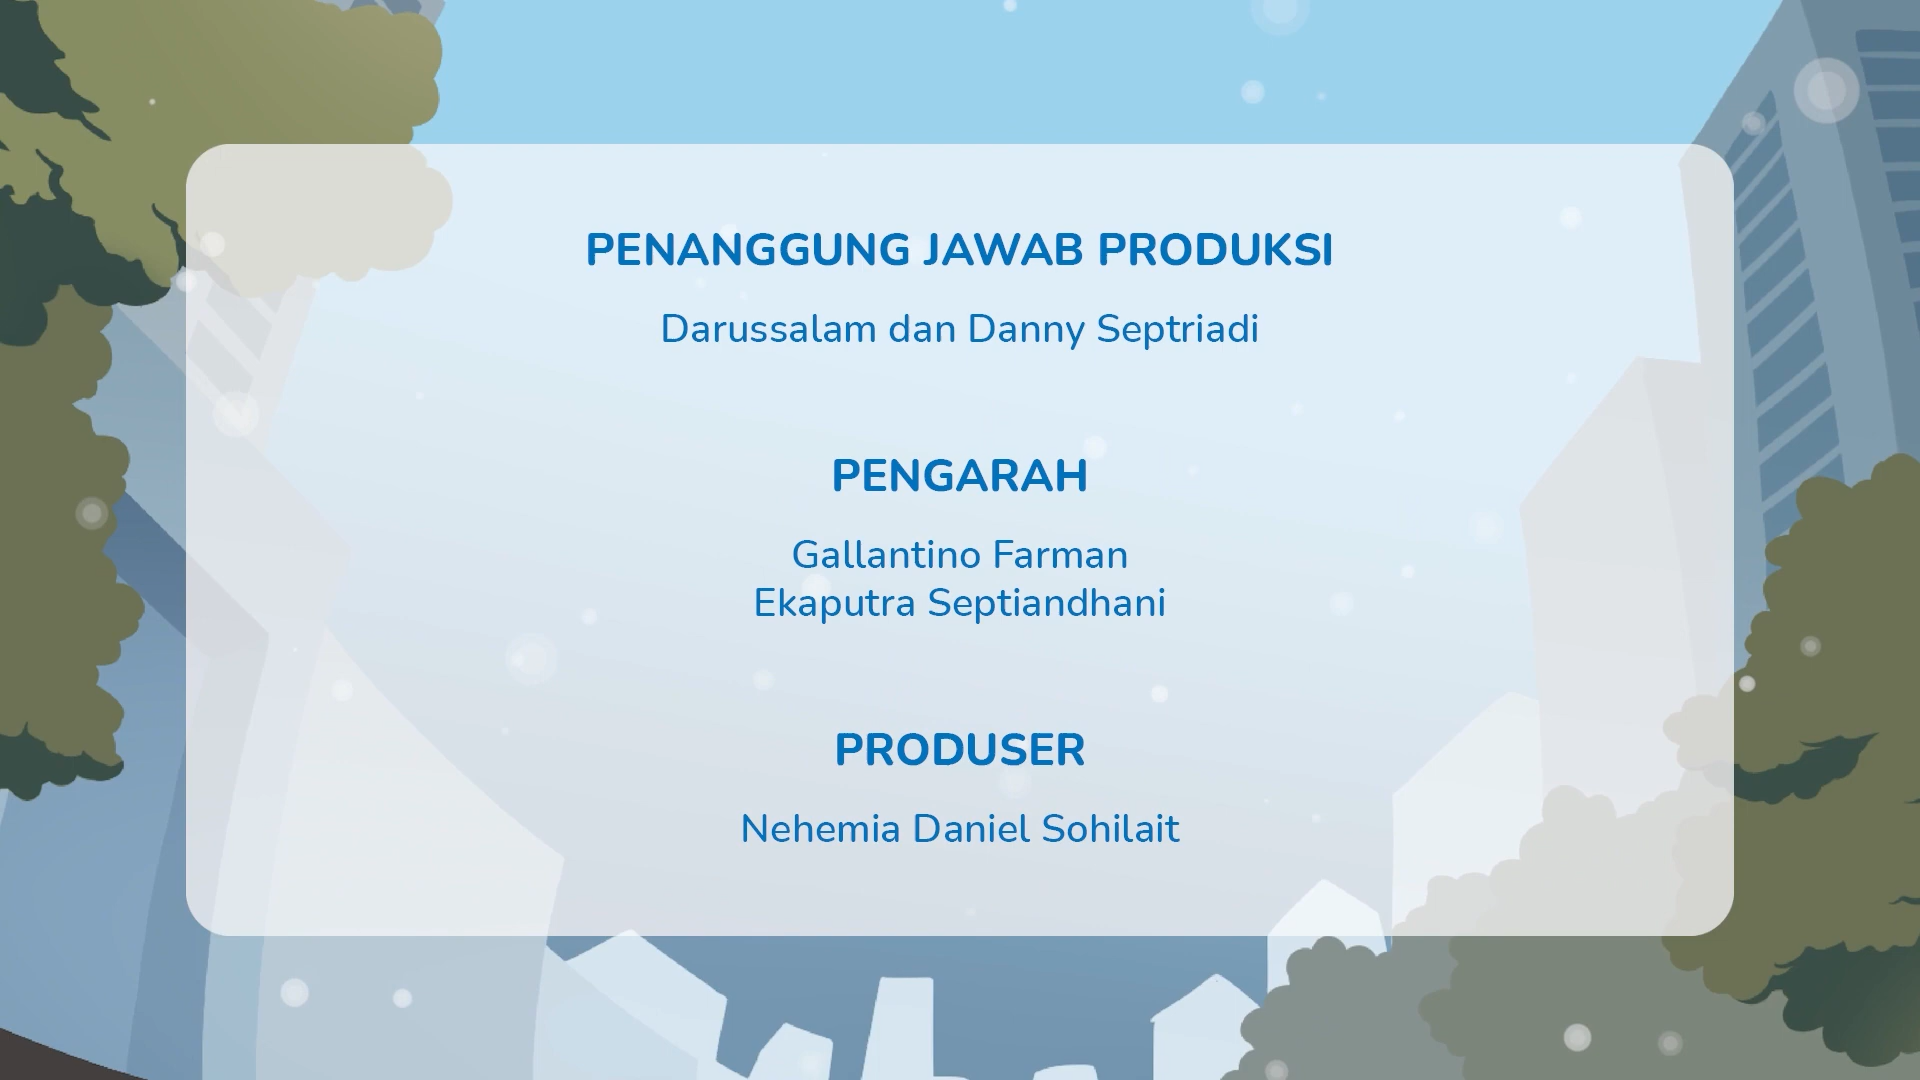 PENANGGUNG JAWAB PRODUKSI
Darussalam dan Danny Septriadi
PENGARAH
Gallantino Farman
Ekaputra Septiandhani
PRODUSER
Nehemia Daniel Sohilait